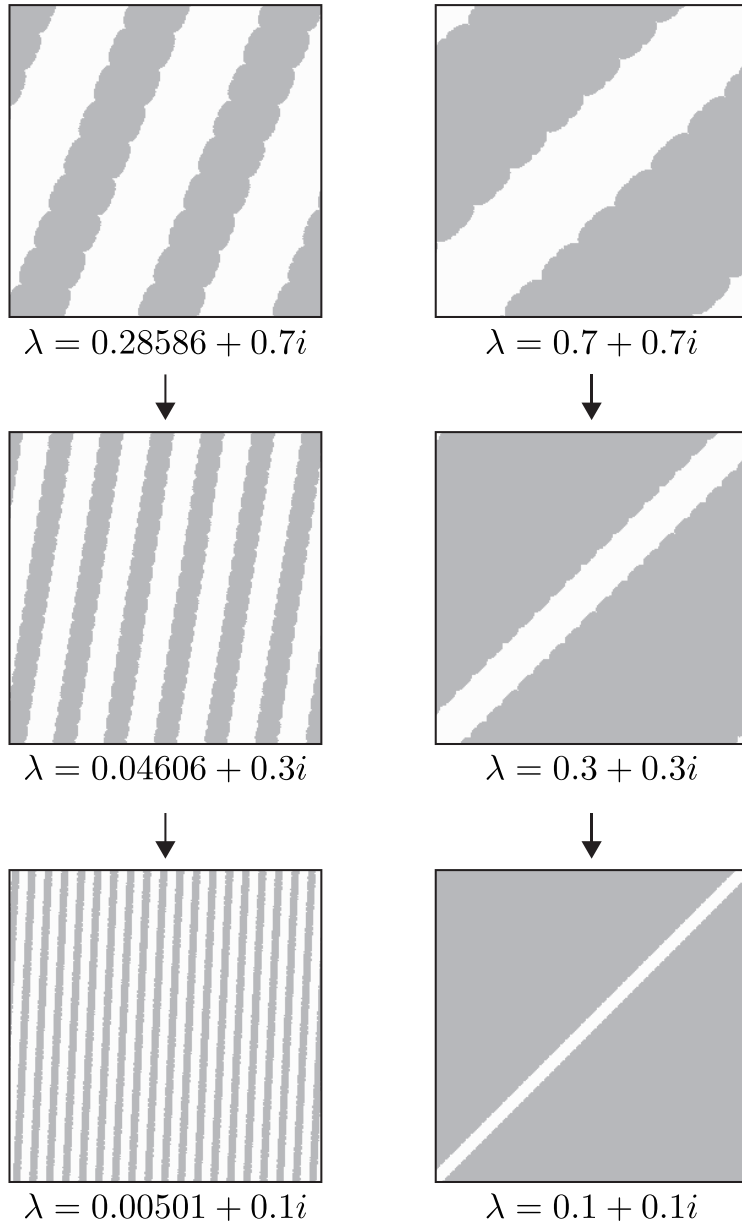 λ = 0.28586 + 0.7i
λ = 0.7 + 0.7i
λ = 0.04606 + 0.3i
λ = 0.3 + 0.3i
λ = 0.00501 + 0.1i
λ = 0.1 + 0.1i